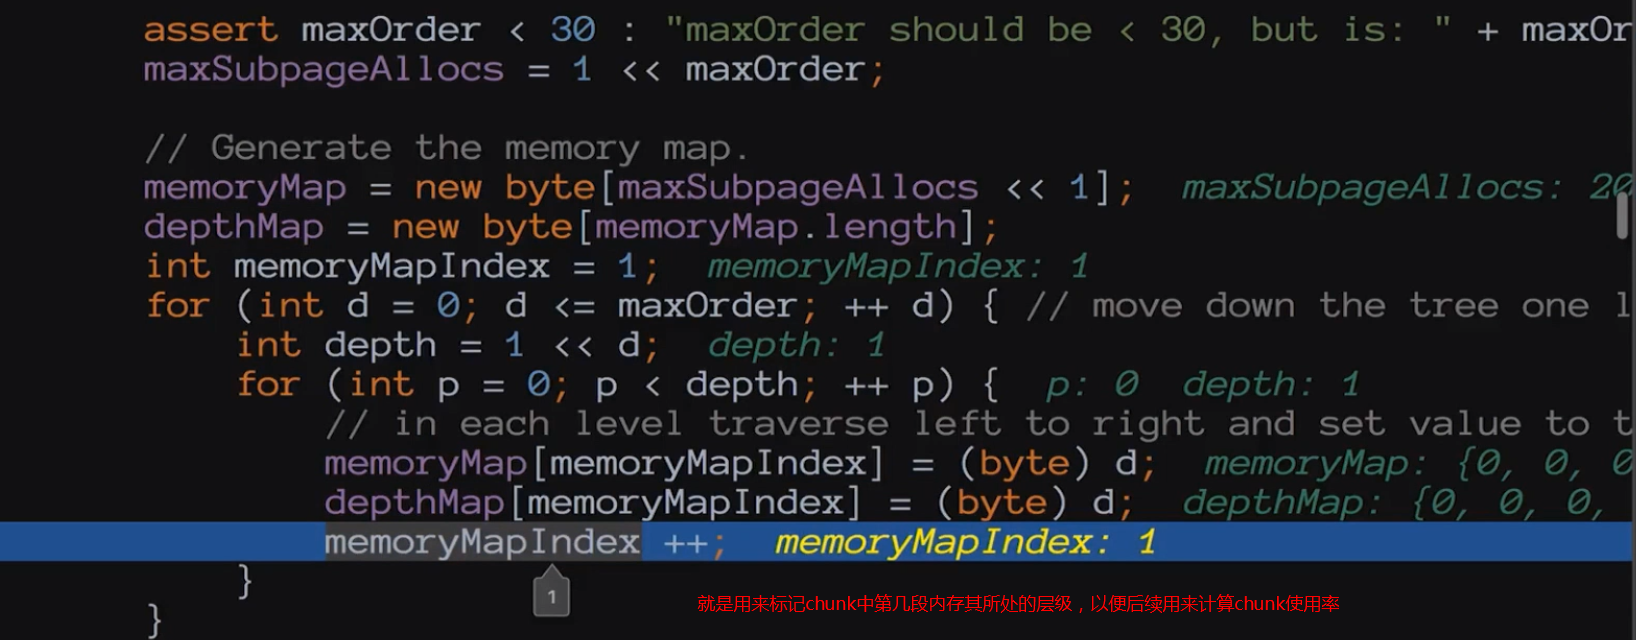 assert maxOrder < 30 : "maxOrder should be < 30, but is: " + maxOr
maxSubpageAllocs = 1 << maxOrder;
// Generate the memory map.
memoryMap = new byte[maxSubpageAllocs << 1]; maxSubpageAllocs: 20
depthMap = new byte[memoryMap.length];
int memoryMapIndex = 1; memoryMapIndex: 1
for (int d = 0; d <= maxOrder; ++ d) { // move down the tree one l
int depth = 1 << d; depth: 1
for (int p = 0; p < depth; ++ p) { p: 0 depth: 1
// in each level traverse left to right and set value to t
memoryMap[memoryMapIndex] = (byte) d; memoryMap: {0, 0, 0
depthMap[memoryMapIndex] = (byte) d; depthMap: {0, 0, 0,
memoryMapIndex ++; memoryMapIndex: 1
}
1
就是用来标记chunk中第几段内存其所处的层级，以便后续用来计算chunk使用率
}